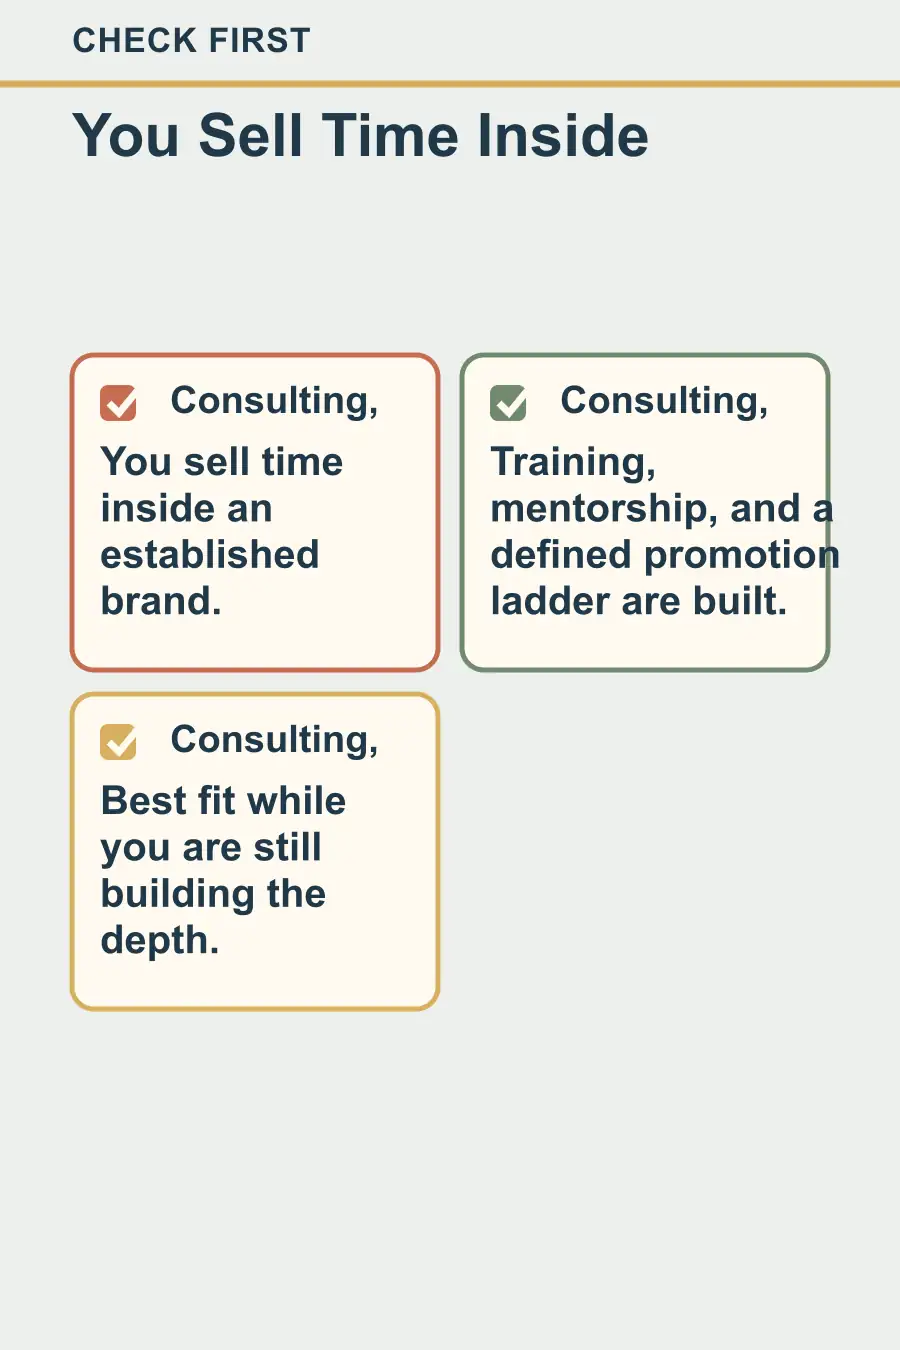 CHECK FIRST
You Sell Time Inside
Consulting,
You sell time
inside an
established
brand.
Consulting,
Training,
mentorship, and a
defined promotion
ladder are built.
Consulting,
Best fit while
you are still
building the
depth.